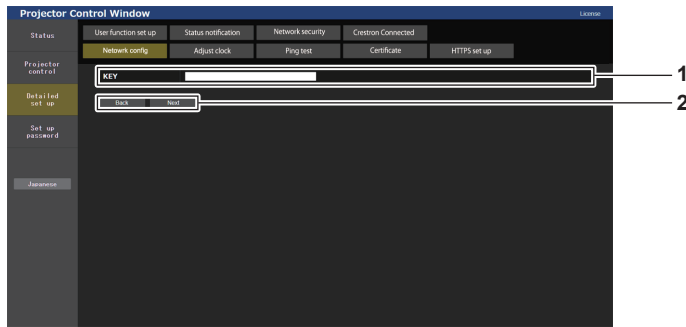 Projector Control Window
License
Status
User function set up
Status notification
Network security
Crestron Connected
Netowrk config
Adjust clock
Ping test
Certificate
HTTPS set up
Projector
control
KEY
1
Detailed
set up
Back
Next
2
Set up
password
Japanese